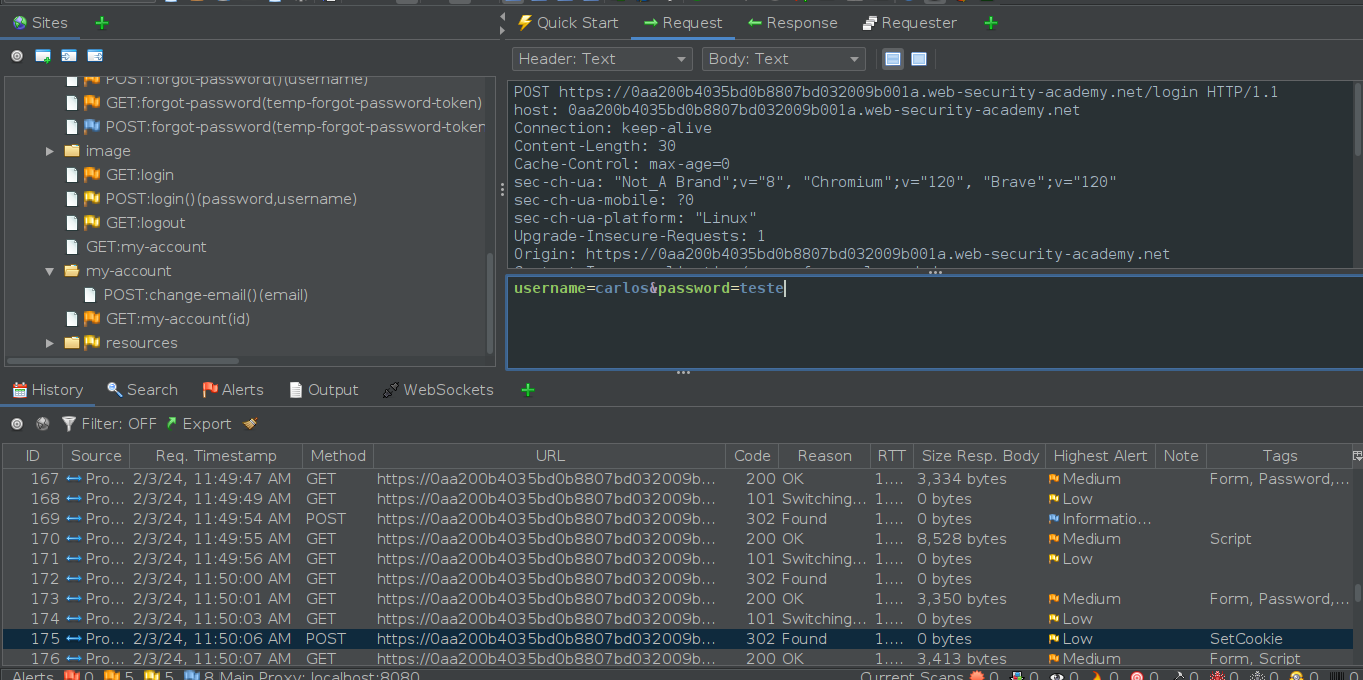 Sites
Quick Start
Request
Response
Requester
Header: Text
Body: Text
POST:forgot-password()(username)
GET:forgot-password(temp-forgot-password-token)
POST:forgot-password(temp-forgot-password-token
image
GET:login
POST:login()(password,username)
GET:logout
GET:my-account
my-account
POST:change-email()(email)
GET:my-account(id)
resources
POST https://0aa200b4035bd0b8807bd032009b001a.web-security-academy.net/login HTTP/1.1
host: 0aa200b4035bd0b8807bd032009b001a.web-security-academy.net
Connection: keep-alive
Content-Length: 30
Cache-Control: max-age=0
sec-ch-ua: "Not_A Brand";v="8", "Chromium";v="120", "Brave";v="120"
sec-ch-ua-mobile: ?0
sec-ch-ua-platform: "Linux"
Upgrade-Insecure-Requests: 1
Origin: https://0aa200b4035bd0b8807bd032009b001a.web-security-academy.net
username=carlos&password=teste
History Search Alerts Output WebSockets
Filter: OFF Export
ID Source Req. Timestamp Method URL Code Reason RTT Size Resp. Body Highest Alert Note Tags
167 Pro... 2/3/24, 11:49:47 AM GET https://0aa200b4035bd0b8807bd032009b... 200 OK 1.... 3,334 bytes Medium Form, Password,...
168 Pro... 2/3/24, 11:49:49 AM GET https://0aa200b4035bd0b8807bd032009b... 101 Switching... 1.... 0 bytes Low
169 Pro... 2/3/24, 11:49:54 AM POST https://0aa200b4035bd0b8807bd032009b... 302 Found 1.... 0 bytes Informatio...
170 Pro... 2/3/24, 11:49:55 AM GET https://0aa200b4035bd0b8807bd032009b... 200 OK 1.... 8,528 bytes Medium Script
171 Pro... 2/3/24, 11:49:56 AM GET https://0aa200b4035bd0b8807bd032009b... 101 Switching... 1.... 0 bytes Low
172 Pro... 2/3/24, 11:50:00 AM GET https://0aa200b4035bd0b8807bd032009b... 302 Found 1.... 0 bytes
173 Pro... 2/3/24, 11:50:01 AM GET https://0aa200b4035bd0b8807bd032009b... 200 OK 1.... 3,350 bytes Medium Form, Password,...
174 Pro... 2/3/24, 11:50:03 AM GET https://0aa200b4035bd0b8807bd032009b... 101 Switching... 1.... 0 bytes Low
175 Pro... 2/3/24, 11:50:06 AM POST https://0aa200b4035bd0b8807bd032009b... 302 Found 1.... 0 bytes Low SetCookie
176 Pro... 2/3/24, 11:50:07 AM GET https://0aa200b4035bd0b8807bd032009b... 200 OK 1.... 3,413 bytes Medium Form, Script
Alerts 0 5 5 8 Main Proxy: localhost:8080 Current Scans 0 0 0 0 0 0 0 0 0 0